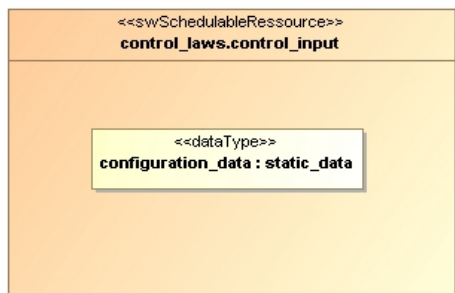 <<swSchedulableRessource>>
control_laws.control_input
<<dataType>>
configuration_data : static_data